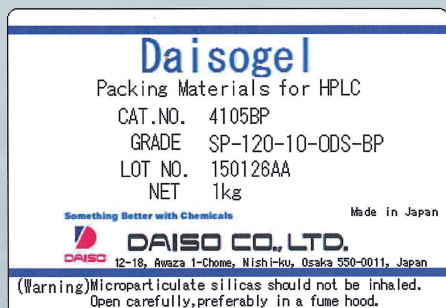 Daisogel
Packing Materials for HPLC
CAT.NO. 4105BP
GRADE SP-120-10-ODS-BP
LOT NO. 150126AA
NET 1kg
Something Better with Chemicals
Made in Japan
DAISO DAISO CO.,LTD.
12-18, Awaza 1-Chome, Nishi-ku, Osaka 550-0011, Japan
(Warning)Microparticulate silicas should not be inhaled.
Open carefully,preferably in a fume hood.